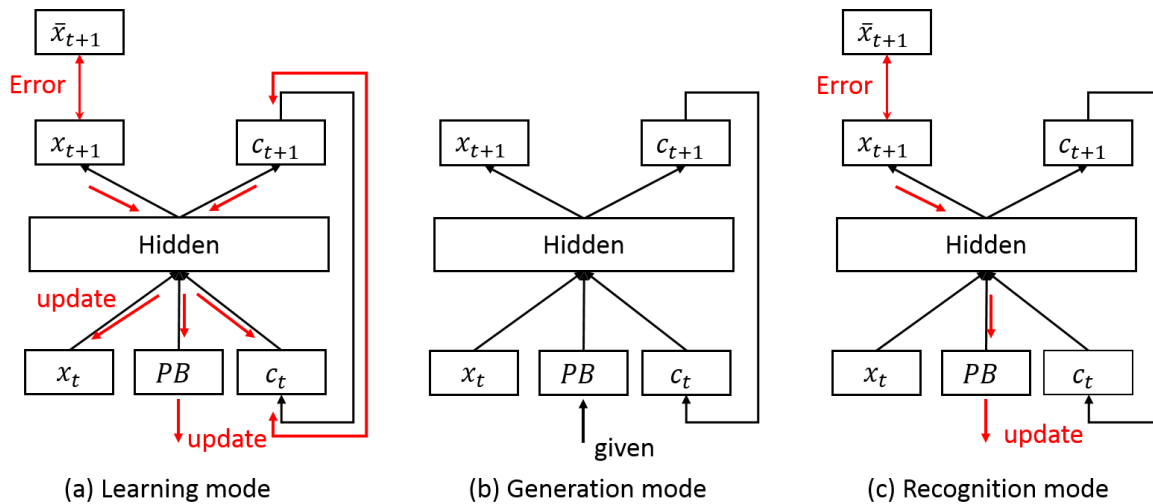 x̄ₜ₊₁
Error
xₜ₊₁
cₜ₊₁
Hidden
update
xₜ
PB
cₜ
update
(a) Learning mode
xₜ₊₁
cₜ₊₁
Hidden
xₜ
PB
cₜ
given
(b) Generation mode
x̄ₜ₊₁
Error
xₜ₊₁
cₜ₊₁
Hidden
xₜ
PB
cₜ
update
(c) Recognition mode